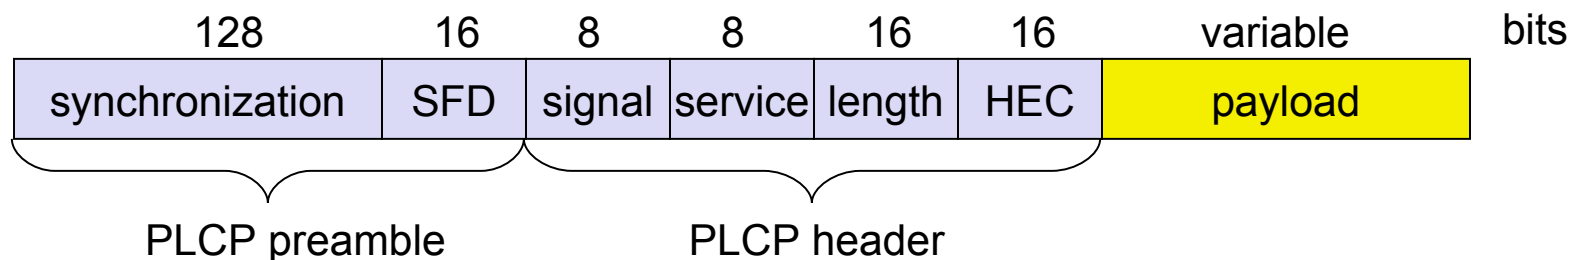 128 16 8 8 16 16 variable bits
synchronization SFD signal service length HEC payload
PLCP preamble PLCP header